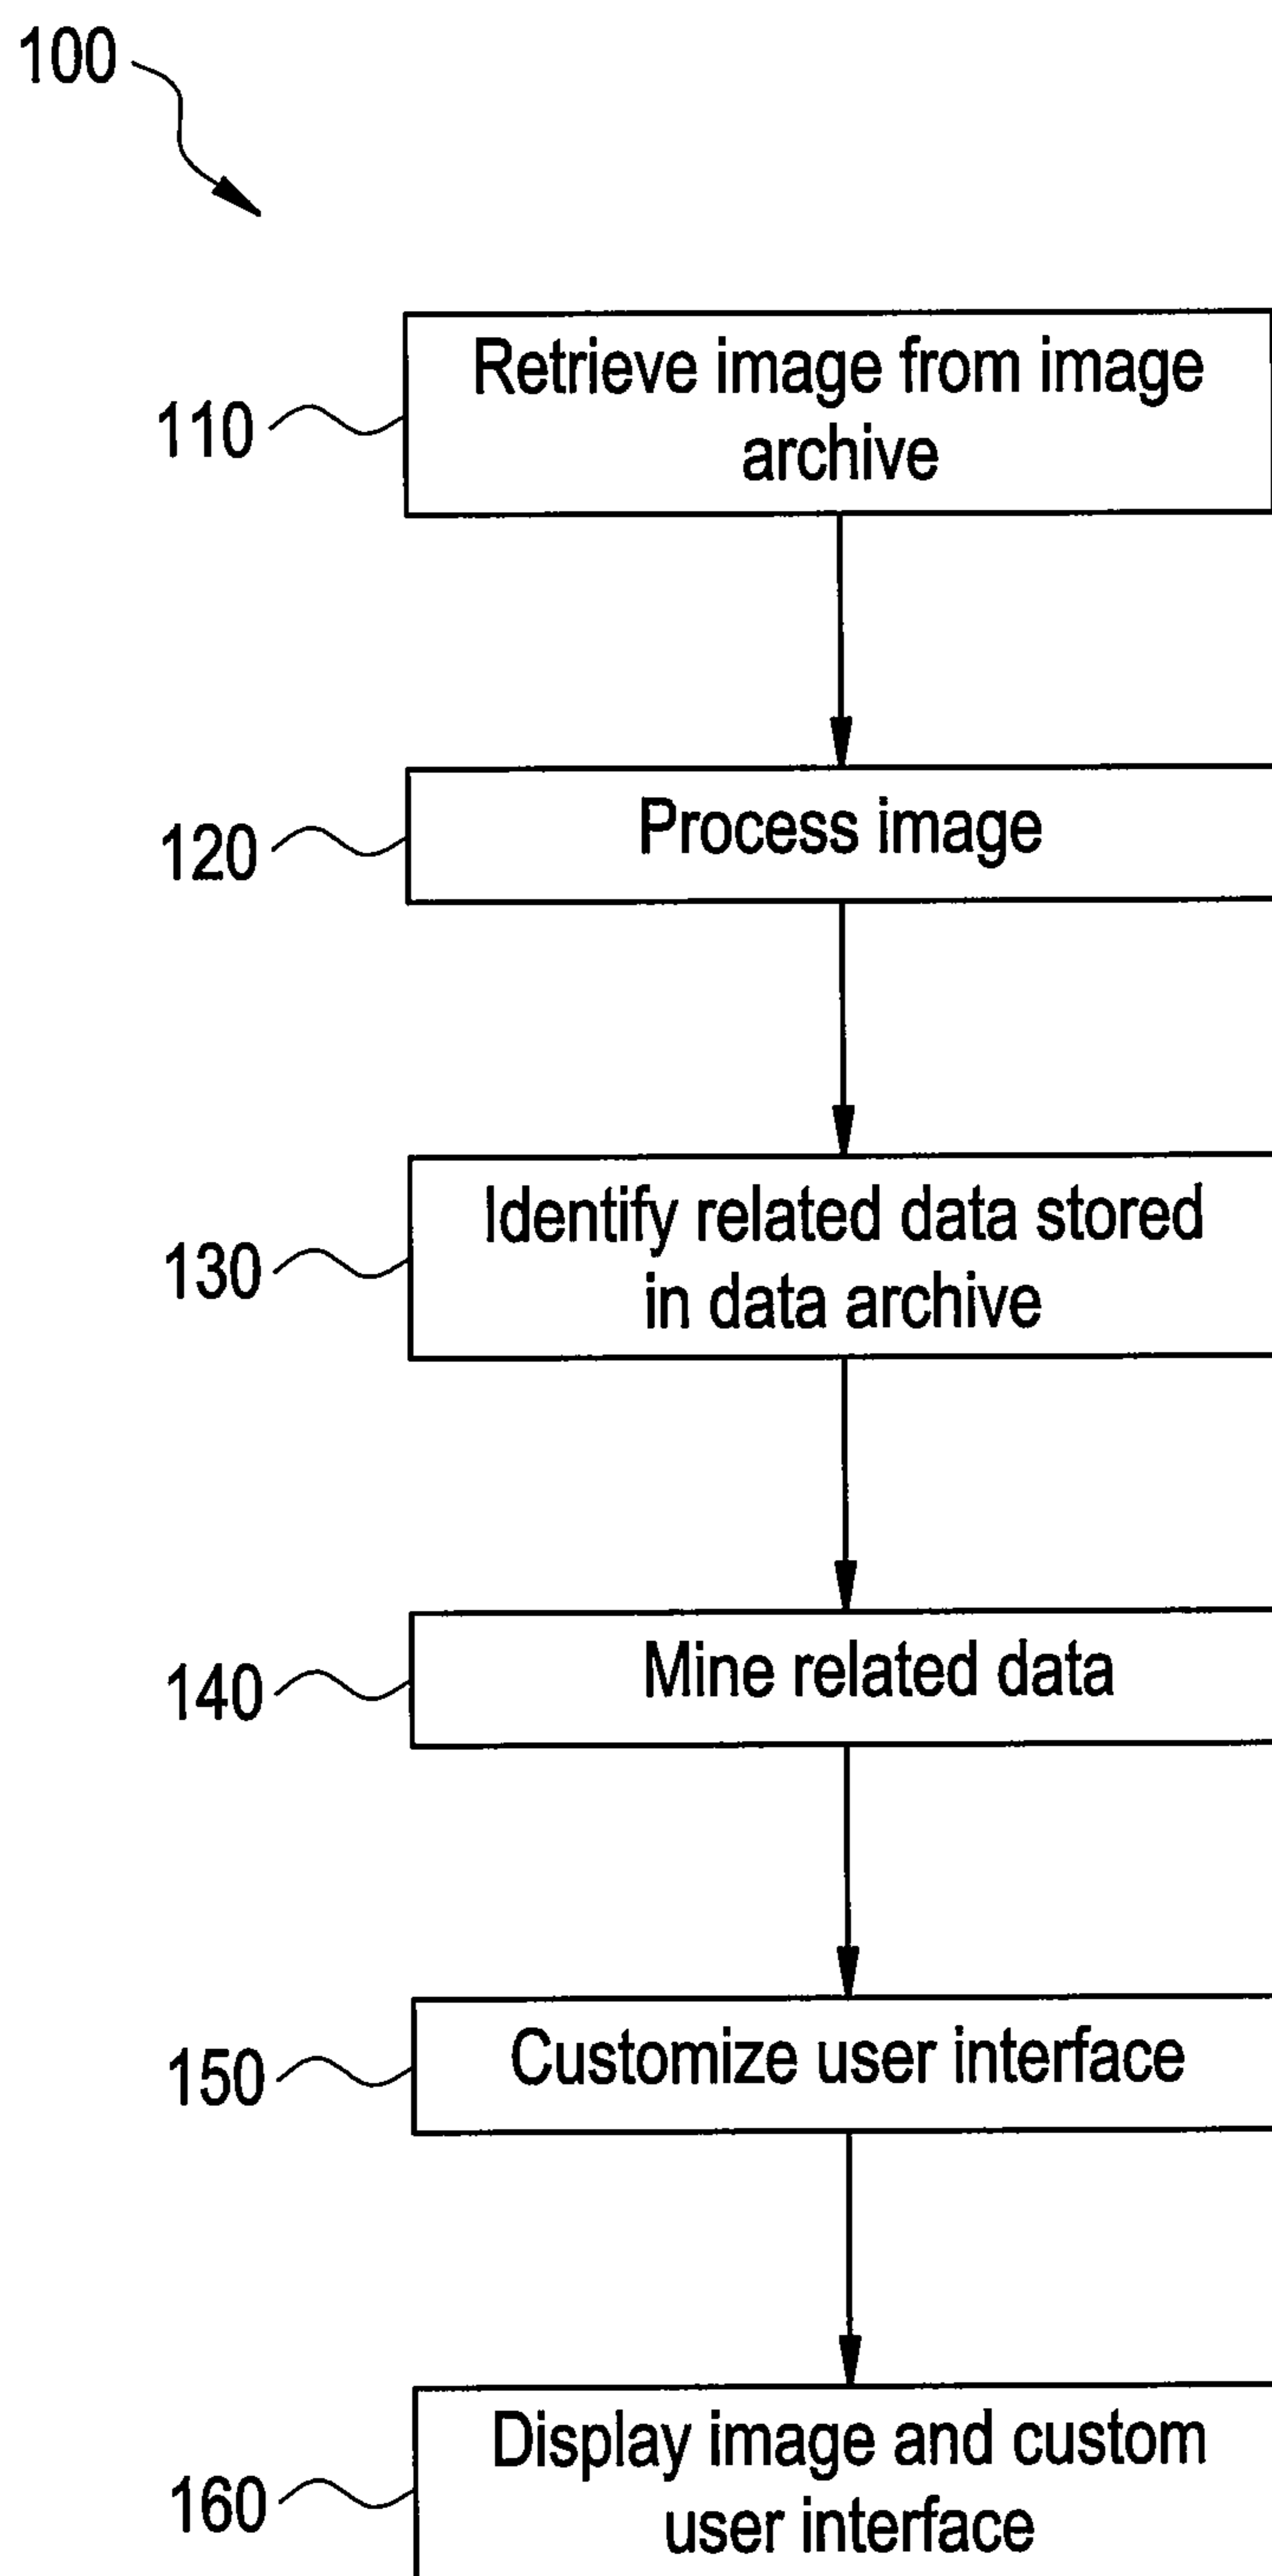 100
110
Retrieve image from image
archive
120
Process image
130
Identify related data stored
in data archive
140
Mine related data
150
Customize user interface
160
Display image and custom
user interface